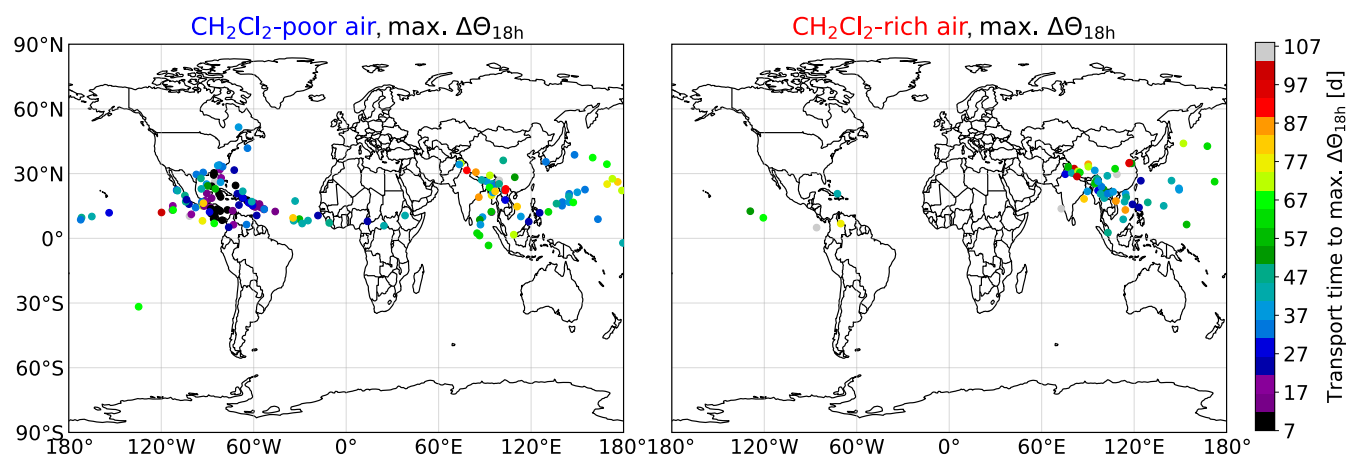 CH₂Cl₂-poor air, max. ΔΘ₁₈ₕ
CH₂Cl₂-rich air, max. ΔΘ₁₈ₕ
90°N
60°N
30°N
0°
30°S
60°S
90°S
180°
120°W
60°W
0°
60°E
120°E
180°
180°
120°W
60°W
0°
60°E
120°E
180°
107
97
87
77
67
57
47
37
27
17
7
Transport time to max. ΔΘ₁₈ₕ [d]